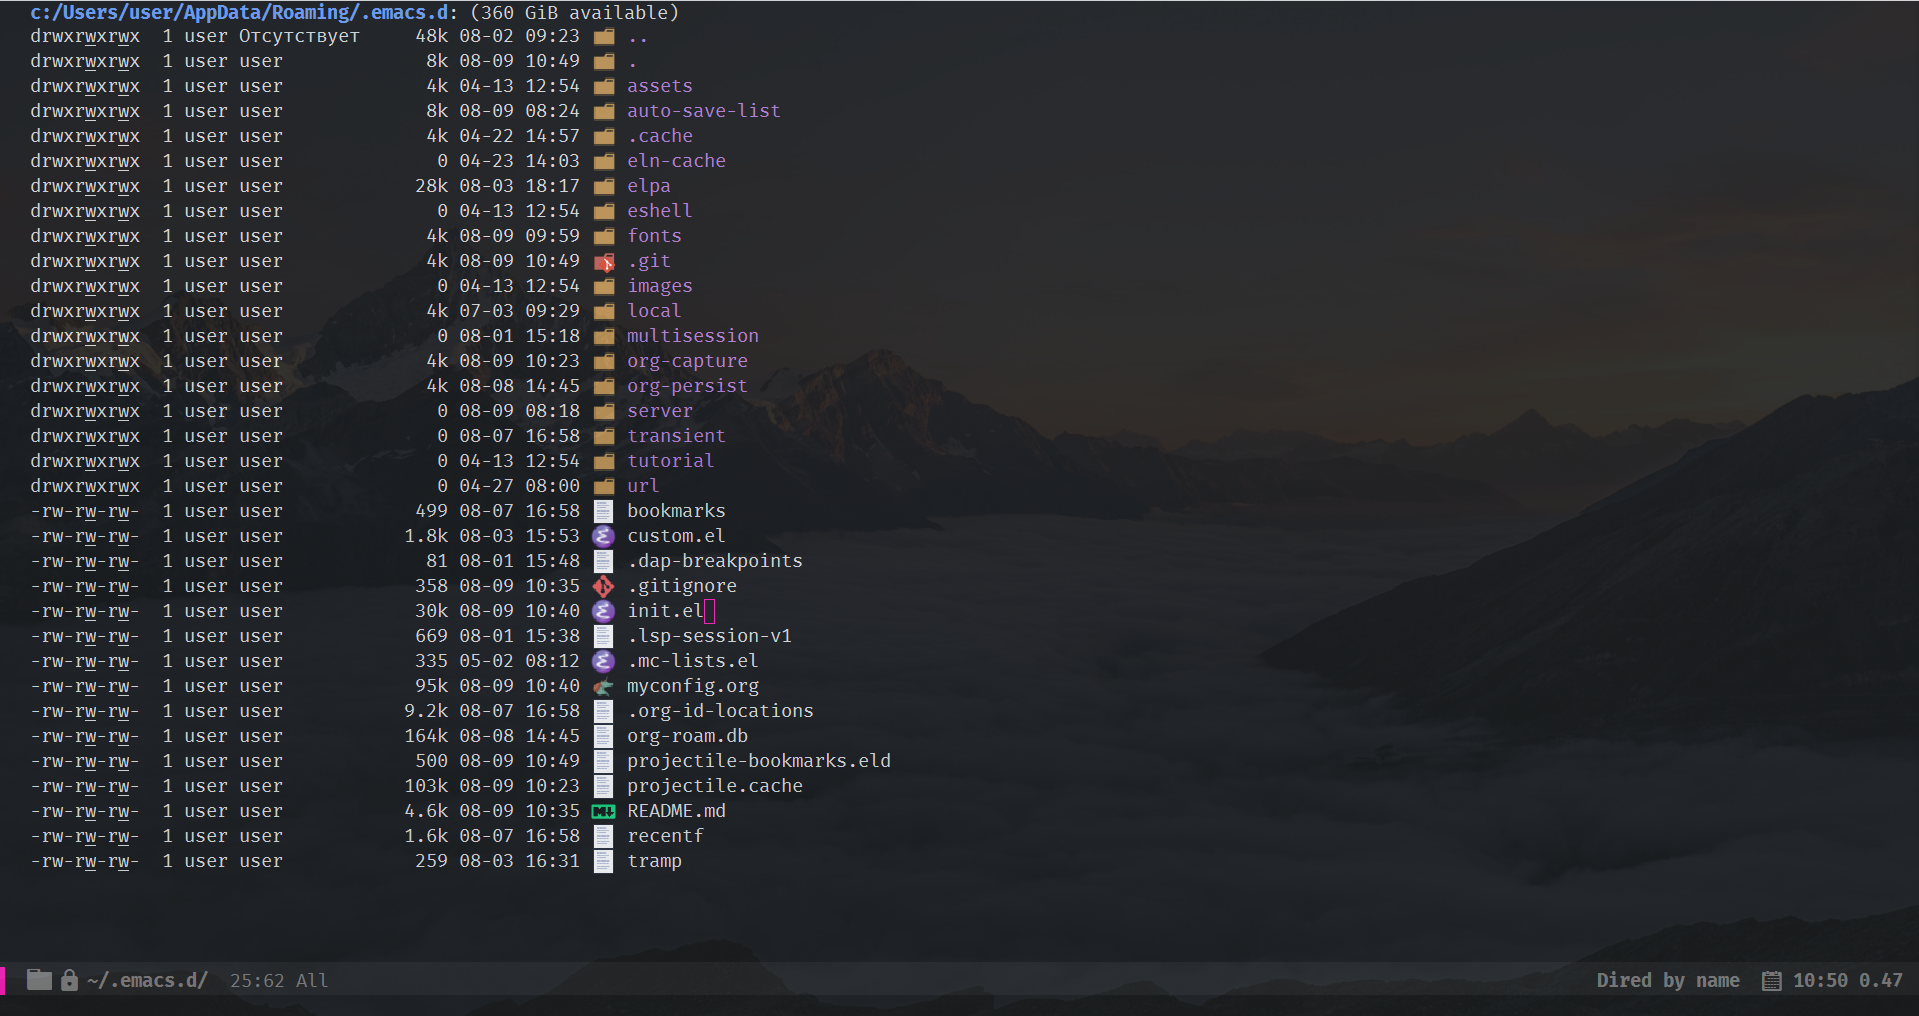 c:/Users/user/AppData/Roaming/.emacs.d: (360 GiB available)
drwxrwxrwx 1 user Отсутствует 48k 08-02 09:23 ..
drwxrwxrwx 1 user user 8k 08-09 10:49 .
drwxrwxrwx 1 user user 4k 04-13 12:54 assets
drwxrwxrwx 1 user user 8k 08-09 08:24 auto-save-list
drwxrwxrwx 1 user user 4k 04-22 14:57 .cache
drwxrwxrwx 1 user user 0 04-23 14:03 eln-cache
drwxrwxrwx 1 user user 28k 08-03 18:17 elpa
drwxrwxrwx 1 user user 0 04-13 12:54 eshell
drwxrwxrwx 1 user user 4k 08-09 09:59 fonts
drwxrwxrwx 1 user user 4k 08-09 10:49 .git
drwxrwxrwx 1 user user 0 04-13 12:54 images
drwxrwxrwx 1 user user 4k 07-03 09:29 local
drwxrwxrwx 1 user user 0 08-01 15:18 multisession
drwxrwxrwx 1 user user 4k 08-09 10:23 org-capture
drwxrwxrwx 1 user user 4k 08-08 14:45 org-persist
drwxrwxrwx 1 user user 0 08-09 08:18 server
drwxrwxrwx 1 user user 0 08-07 16:58 transient
drwxrwxrwx 1 user user 0 04-13 12:54 tutorial
drwxrwxrwx 1 user user 0 04-27 08:00 url
-rw-rw-rw- 1 user user 499 08-07 16:58 bookmarks
-rw-rw-rw- 1 user user 1.8k 08-03 15:53 custom.el
-rw-rw-rw- 1 user user 81 08-01 15:48 .dap-breakpoints
-rw-rw-rw- 1 user user 358 08-09 10:35 .gitignore
-rw-rw-rw- 1 user user 30k 08-09 10:40 init.el
-rw-rw-rw- 1 user user 669 08-01 15:38 .lsp-session-v1
-rw-rw-rw- 1 user user 335 05-02 08:12 .mc-lists.el
-rw-rw-rw- 1 user user 95k 08-09 10:40 myconfig.org
-rw-rw-rw- 1 user user 9.2k 08-07 16:58 .org-id-locations
-rw-rw-rw- 1 user user 164k 08-08 14:45 org-roam.db
-rw-rw-rw- 1 user user 500 08-09 10:49 projectile-bookmarks.eld
-rw-rw-rw- 1 user user 103k 08-09 10:23 projectile.cache
-rw-rw-rw- 1 user user 4.6k 08-09 10:35 README.md
-rw-rw-rw- 1 user user 1.6k 08-07 16:58 recentf
-rw-rw-rw- 1 user user 259 08-03 16:31 tramp
~/.emacs.d/ 25:62 All Dired by name 10:50 0.47